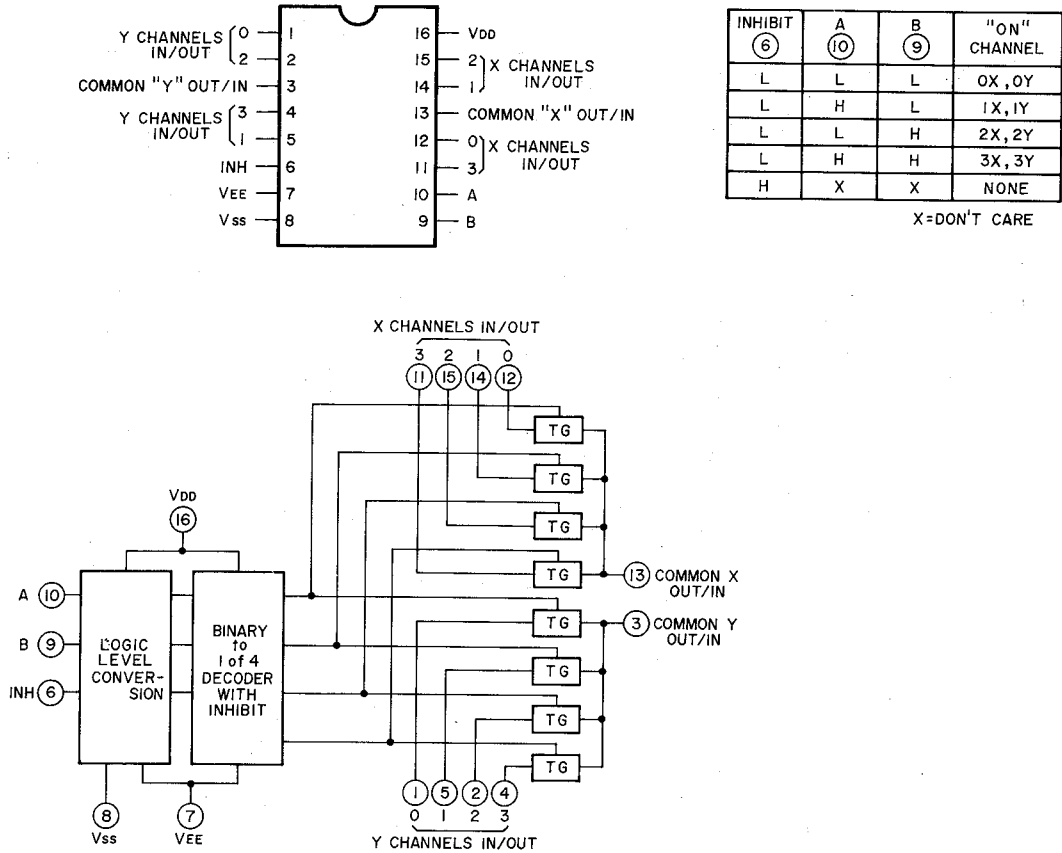 Y CHANNELS IN/OUT { 0 2
COMMON "Y" OUT/IN
Y CHANNELS IN/OUT { 3 1
INH
VEE
Vss
1
2
3
4
5
6
7
8
16
15
14
13
12
11
10
9
VDD
2 1 } X CHANNELS IN/OUT
COMMON "X" OUT/IN
0 3 } X CHANNELS IN/OUT
A
B
INHIBIT 6 A 10 B 9 "ON" CHANNEL
L L L 0X,0Y
L H L 1X,1Y
L L H 2X,2Y
L H H 3X,3Y
H X X NONE
X=DON'T CARE
X CHANNELS IN/OUT
3 2 1 0
11 15 14 12
TG
TG
TG
TG
13 COMMON X
OUT/IN
TG
3 COMMON Y
OUT/IN
TG
TG
TG
VDD
16
A 10
B 9
INH 6
LOGIC
LEVEL
CONVER-
SION
BINARY
to
1 of 4
DECODER
WITH
INHIBIT
8
Vss
7
VEE
1 5 2 4
0 1 2 3
Y CHANNELS IN/OUT